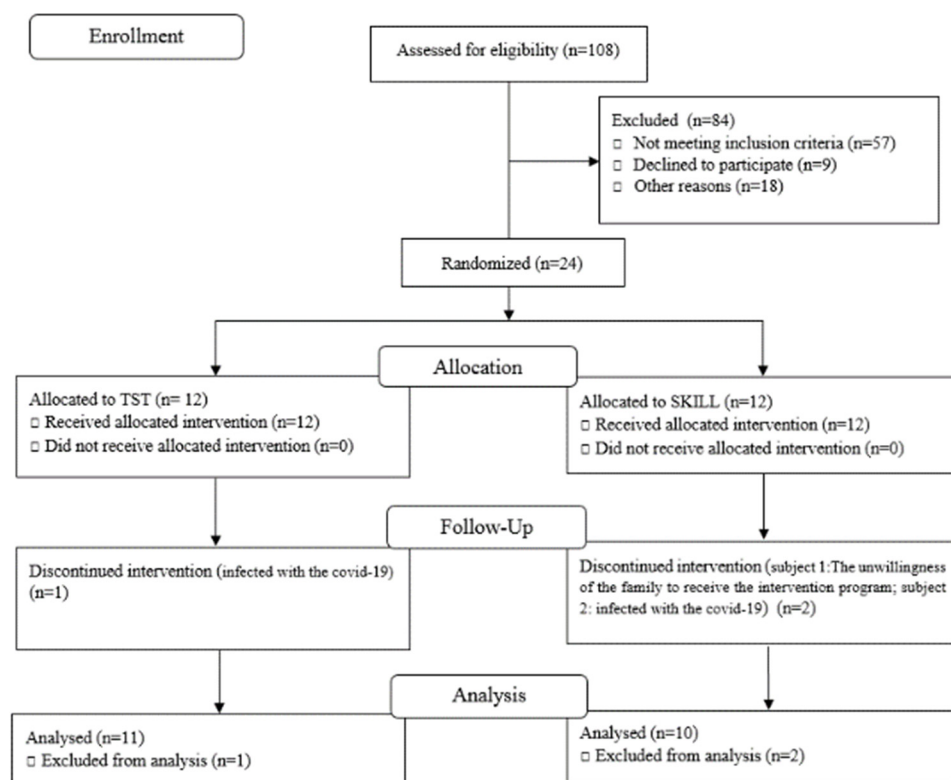 Enrollment
Assessed for eligibility (n=108)
Excluded (n=84)
□ Not meeting inclusion criteria (n=57)
□ Declined to participate (n=9)
□ Other reasons (n=18)
Randomized (n=24)
Allocation
Allocated to TST (n= 12)
□ Received allocated intervention (n=12)
□ Did not receive allocated intervention (n=0)
Allocated to SKILL (n=12)
□ Received allocated intervention (n=12)
□ Did not receive allocated intervention (n=0)
Follow-Up
Discontinued intervention (infected with the covid-19)
(n=1)
Discontinued intervention (subject 1:The unwillingness
of the family to receive the intervention program; subject
2: infected with the covid-19) (n=2)
Analysis
Analysed (n=11)
□ Excluded from analysis (n=1)
Analysed (n=10)
□ Excluded from analysis (n=2)